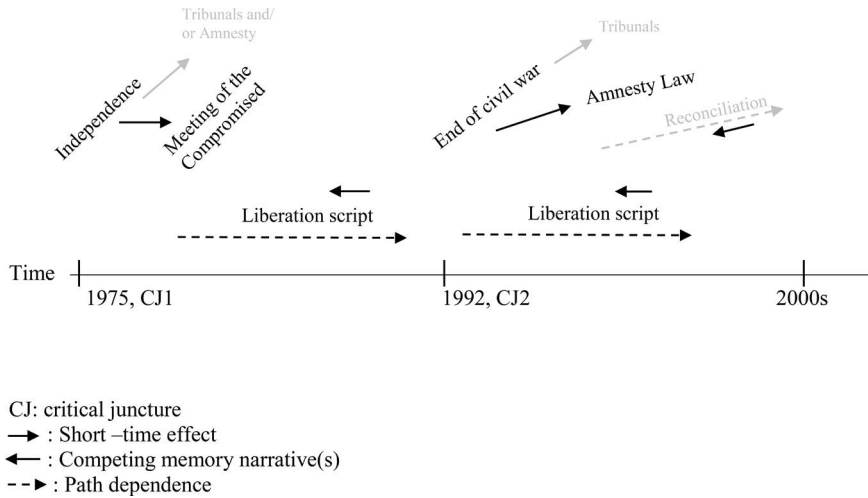 Tribunals and/
or Amnesty
Independence
Meeting of the
Compromised
Tribunals
End of civil war
Amnesty Law
Reconciliation
Liberation script
Liberation script
Time
1975, CJ1
1992, CJ2
2000s
CJ: critical juncture
: Short –time effect
: Competing memory narrative(s)
: Path dependence